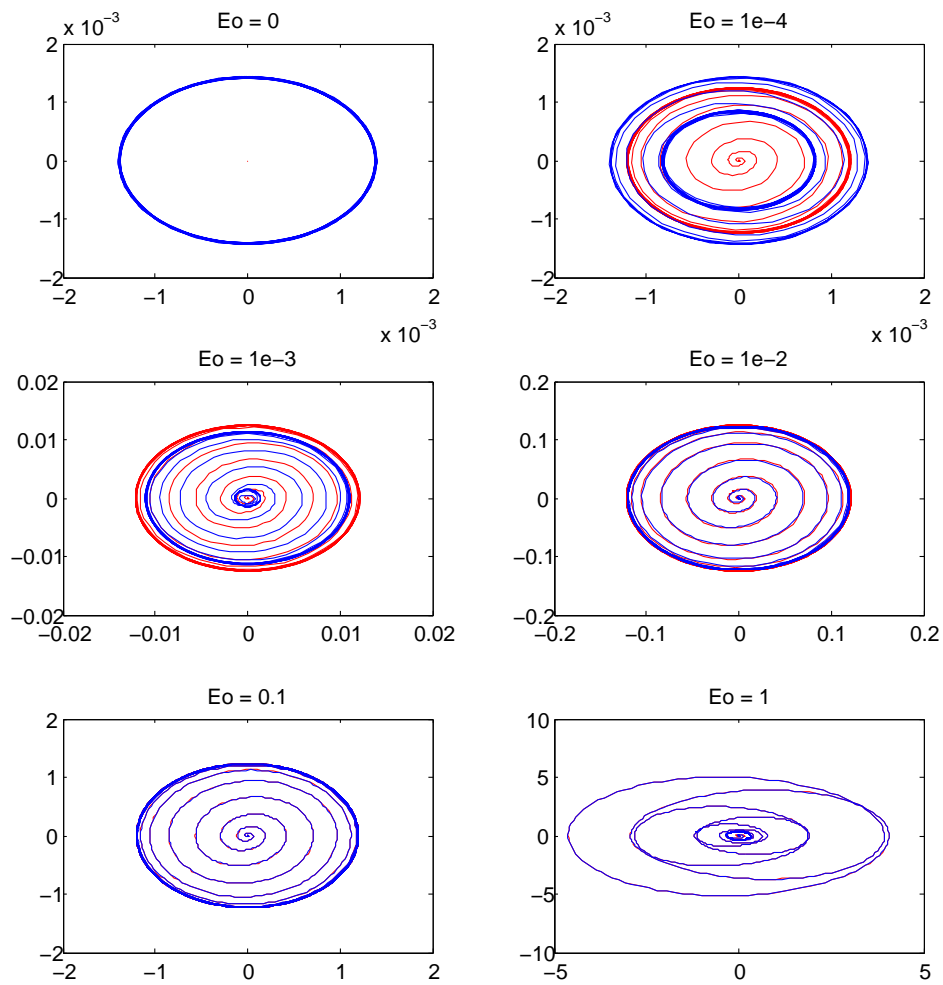 x 10⁻³ Eo = 0
2
1
0
−1
−2
−2 −1 0 1 2
x 10⁻³
x 10⁻³ Eo = 1e−4
2
1
0
−1
−2
−2 −1 0 1 2
x 10⁻³
Eo = 1e−3
0.02
0.01
0
−0.01
−0.02
−0.02 −0.01 0 0.01 0.02
Eo = 1e−2
0.2
0.1
0
−0.1
−0.2
−0.2 −0.1 0 0.1 0.2
Eo = 0.1
2
1
0
−1
−2
−2 −1 0 1 2
Eo = 1
10
5
0
−5
−10
−5 0 5